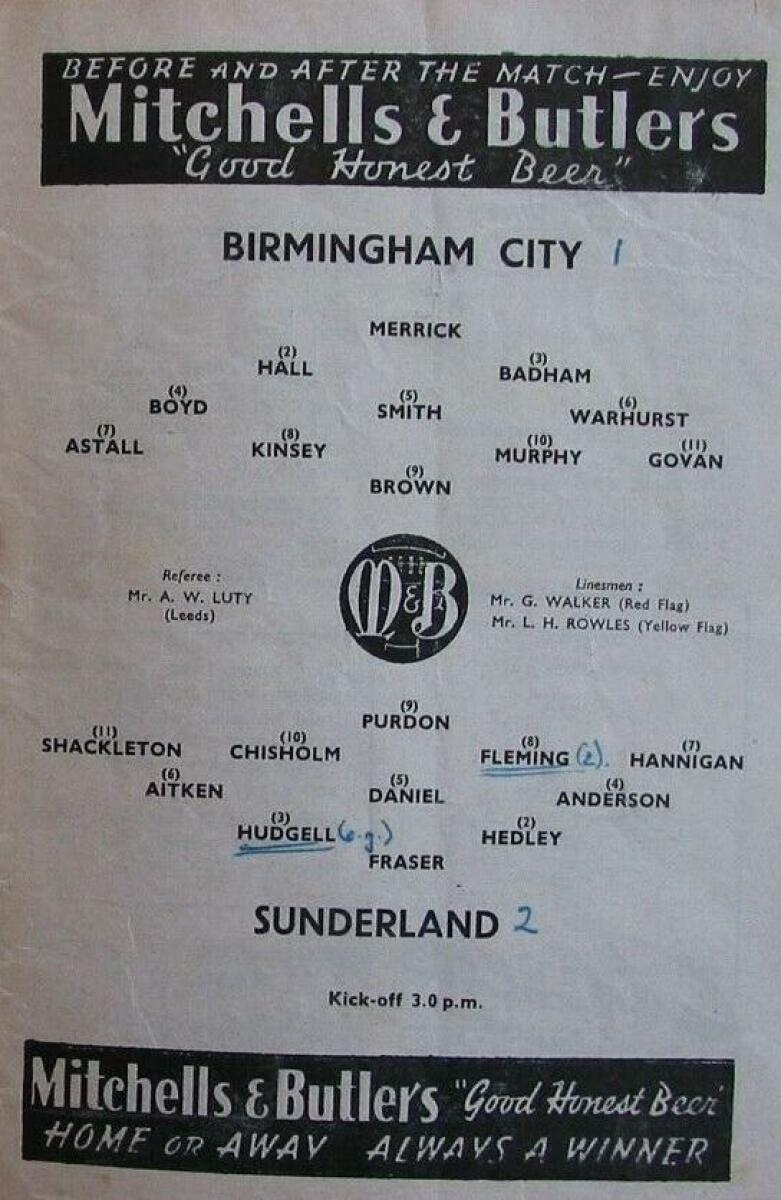 BEFORE AND AFTER THE MATCH — ENJOY
Mitchells & Butlers
"Good Honest Beer"
BIRMINGHAM CITY 1
MERRICK
(2) (3)
HALL BADHAM
(4) (5) (6)
BOYD SMITH WARHURST
(7) (8) (10) (11)
ASTALL KINSEY MURPHY GOVAN
(9)
BROWN
Referee :
Mr. A. W. LUTY
(Leeds)
M&B
Linesmen :
Mr. G. WALKER (Red Flag)
Mr. L. H. ROWLES (Yellow Flag)
(9)
PURDON
(11) (10) (8) (7)
SHACKLETON CHISHOLM FLEMING (2). HANNIGAN
(6) (5) (4)
AITKEN DANIEL ANDERSON
(3) (2)
HUDGELL (o.g.) HEDLEY
FRASER
SUNDERLAND 2
Kick-off 3.0 p.m.
Mitchells & Butlers "Good Honest Beer"
HOME OR AWAY ALWAYS A WINNER